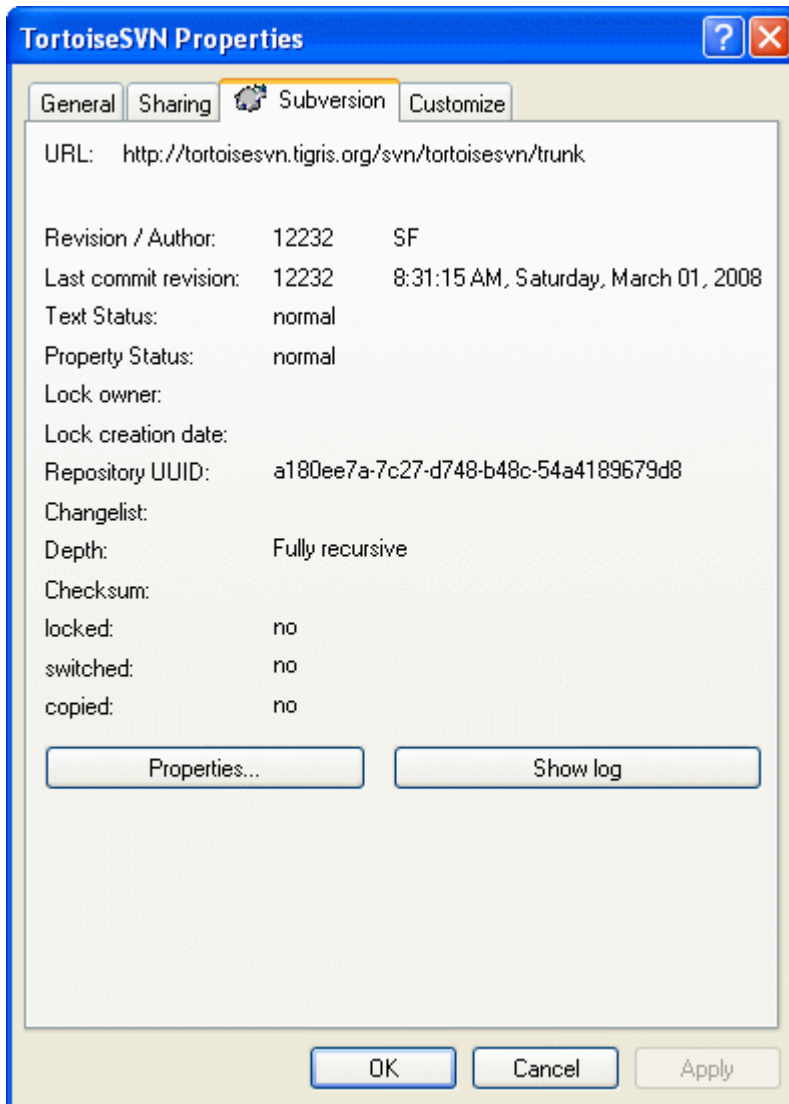 TortoiseSVN Properties
General Sharing Subversion Customize
URL: http://tortoisesvn.tigris.org/svn/tortoisesvn/trunk
Revision / Author: 12232 SF
Last commit revision: 12232 8:31:15 AM, Saturday, March 01, 2008
Text Status: normal
Property Status: normal
Lock owner:
Lock creation date:
Repository UUID: a180ee7a-7c27-d748-b48c-54a4189679d8
Changelist:
Depth: Fully recursive
Checksum:
locked: no
switched: no
copied: no
Properties... Show log
OK Cancel Apply